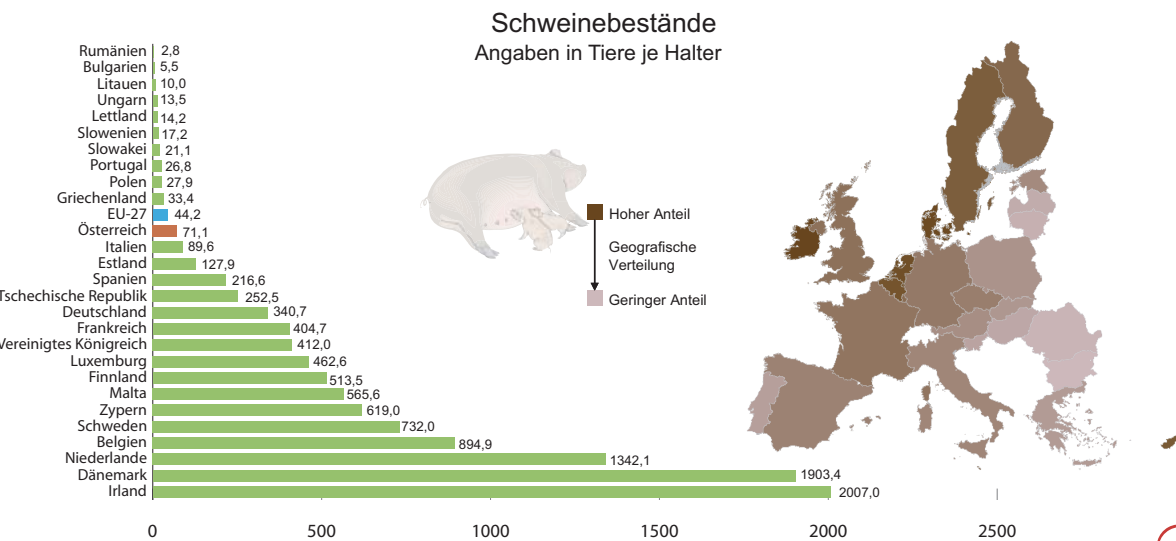 Schweinebestände
Angaben in Tiere je Halter
Rumänien 2,8
Bulgarien 5,5
Litauen 10,0
Ungarn 13,5
Lettland 14,2
Slowenien 17,2
Slowakei 21,1
Portugal 26,8
Polen 27,9
Griechenland 33,4
EU-27 44,2
Österreich 71,1
Italien 89,6
Estland 127,9
Spanien 216,6
Tschechische Republik 252,5
Deutschland 340,7
Frankreich 404,7
Vereinigtes Königreich 412,0
Luxemburg 462,6
Finnland 513,5
Malta 565,6
Zypern 619,0
Schweden 732,0
Belgien 894,9
Niederlande 1342,1
Dänemark 1903,4
Irland 2007,0
0 500 1000 1500 2000 2500
Hoher Anteil
Geografische
Verteilung
Geringer Anteil